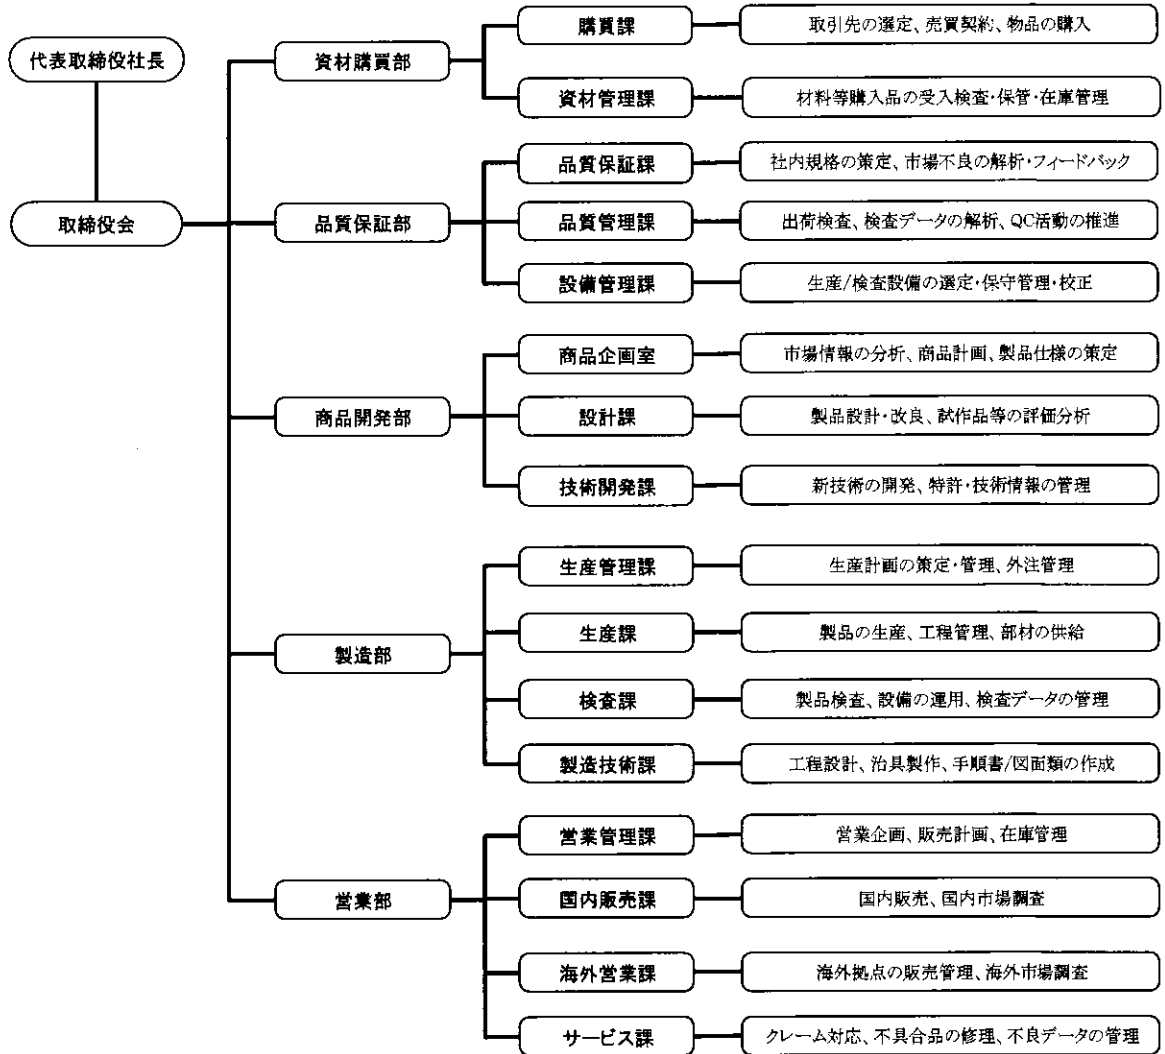 代表取締役社長
取締役会
資材購買部
購買課
取引先の選定、売買契約、物品の購入
資材管理課
材料等購入品の受入検査・保管・在庫管理
品質保証部
品質保証課
社内規格の策定、市場不良の解析・フィードバック
品質管理課
出荷検査、検査データの解析、QC活動の推進
設備管理課
生産/検査設備の選定・保守管理・校正
商品開発部
商品企画室
市場情報の分析、商品計画、製品仕様の策定
設計課
製品設計・改良、試作品等の評価分析
技術開発課
新技術の開発、特許・技術情報の管理
製造部
生産管理課
生産計画の策定・管理、外注管理
生産課
製品の生産、工程管理、部材の供給
検査課
製品検査、設備の運用、検査データの管理
製造技術課
工程設計、治具製作、手順書/図面類の作成
営業部
営業管理課
営業企画、販売計画、在庫管理
国内販売課
国内販売、国内市場調査
海外営業課
海外拠点の販売管理、海外市場調査
サービス課
クレーム対応、不具合品の修理、不良データの管理